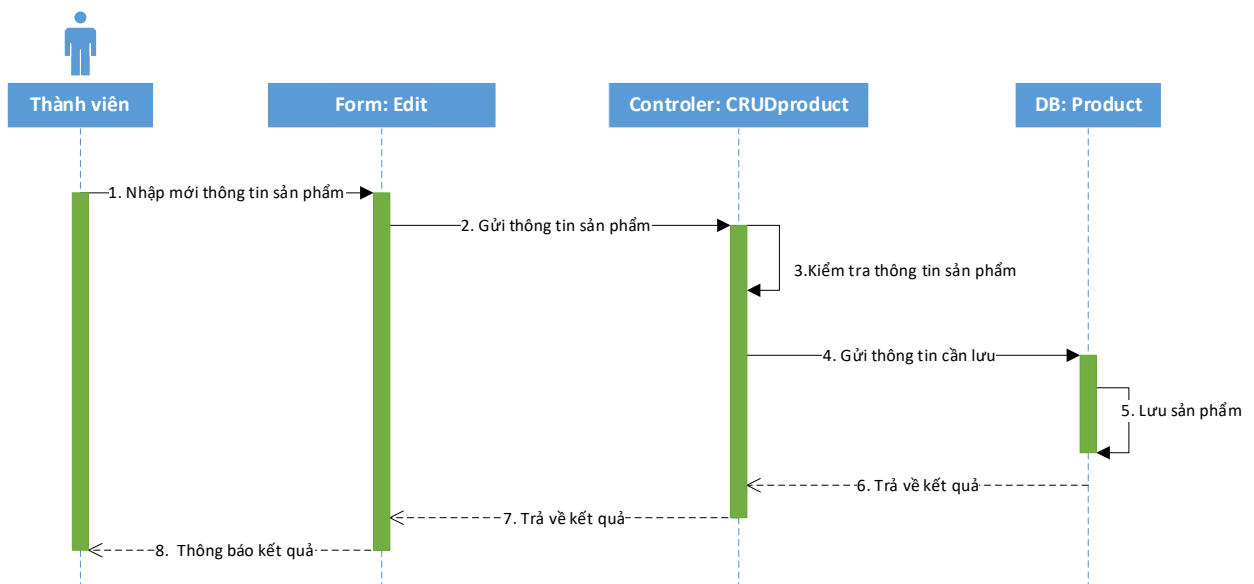 Thành viên
Form: Edit
Controler: CRUDproduct
DB: Product
1. Nhập mới thông tin sản phẩm
2. Gửi thông tin sản phẩm
3.Kiểm tra thông tin sản phẩm
4. Gửi thông tin cần lưu
5. Lưu sản phẩm
6. Trả về kết quả
7. Trả về kết quả
8. Thông báo kết quả